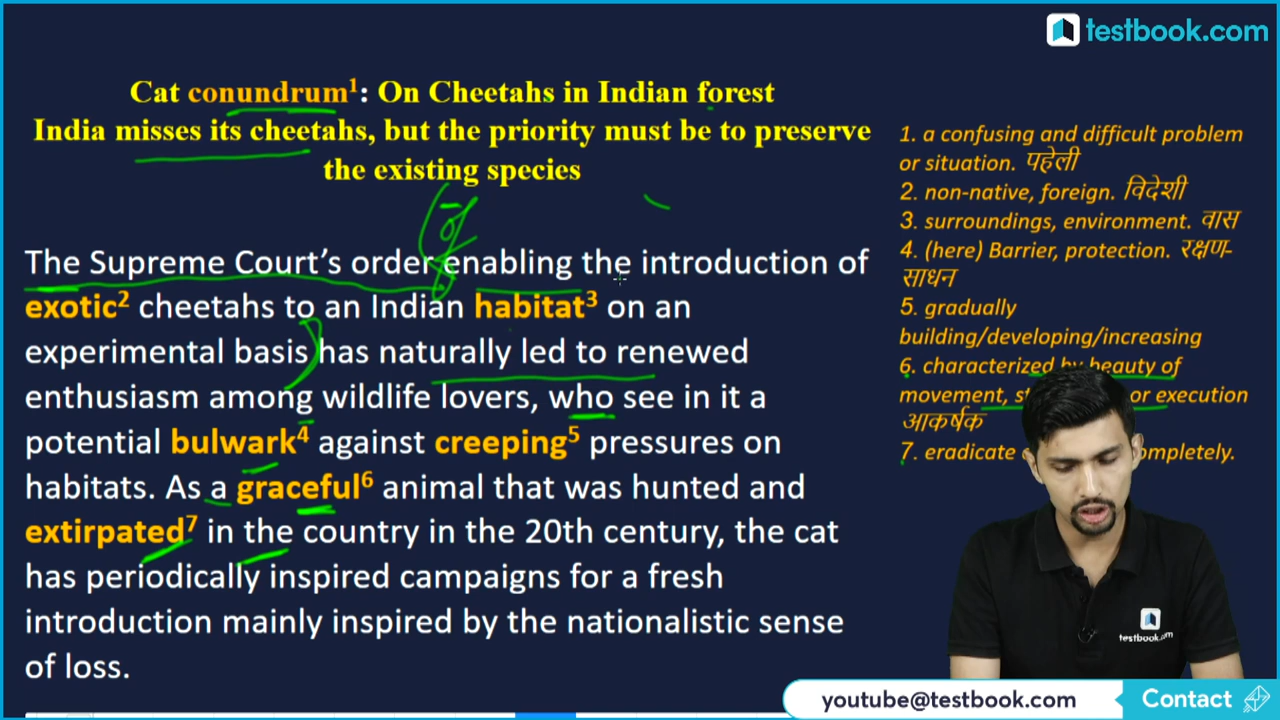 testbook.com
Cat conundrum¹: On Cheetahs in Indian forest
India misses its cheetahs, but the priority must be to preserve
the existing species
The Supreme Court's order enabling the introduction of
exotic² cheetahs to an Indian habitat³ on an
experimental basis has naturally led to renewed
enthusiasm among wildlife lovers, who see in it a
potential bulwark⁴ against creeping⁵ pressures on
habitats. As a graceful⁶ animal that was hunted and
extirpated⁷ in the country in the 20th century, the cat
has periodically inspired campaigns for a fresh
introduction mainly inspired by the nationalistic sense
of loss.
1. a confusing and difficult problem
or situation. पहेली
2. non-native, foreign. विदेशी
3. surroundings, environment. वास
4. (here) Barrier, protection. रक्षण-
साधन
5. gradually
building/developing/increasing
6. characterized by beauty of
movement, or execution
आकर्षक
7. eradicate
testbook.com
youtube@testbook.com
Contact